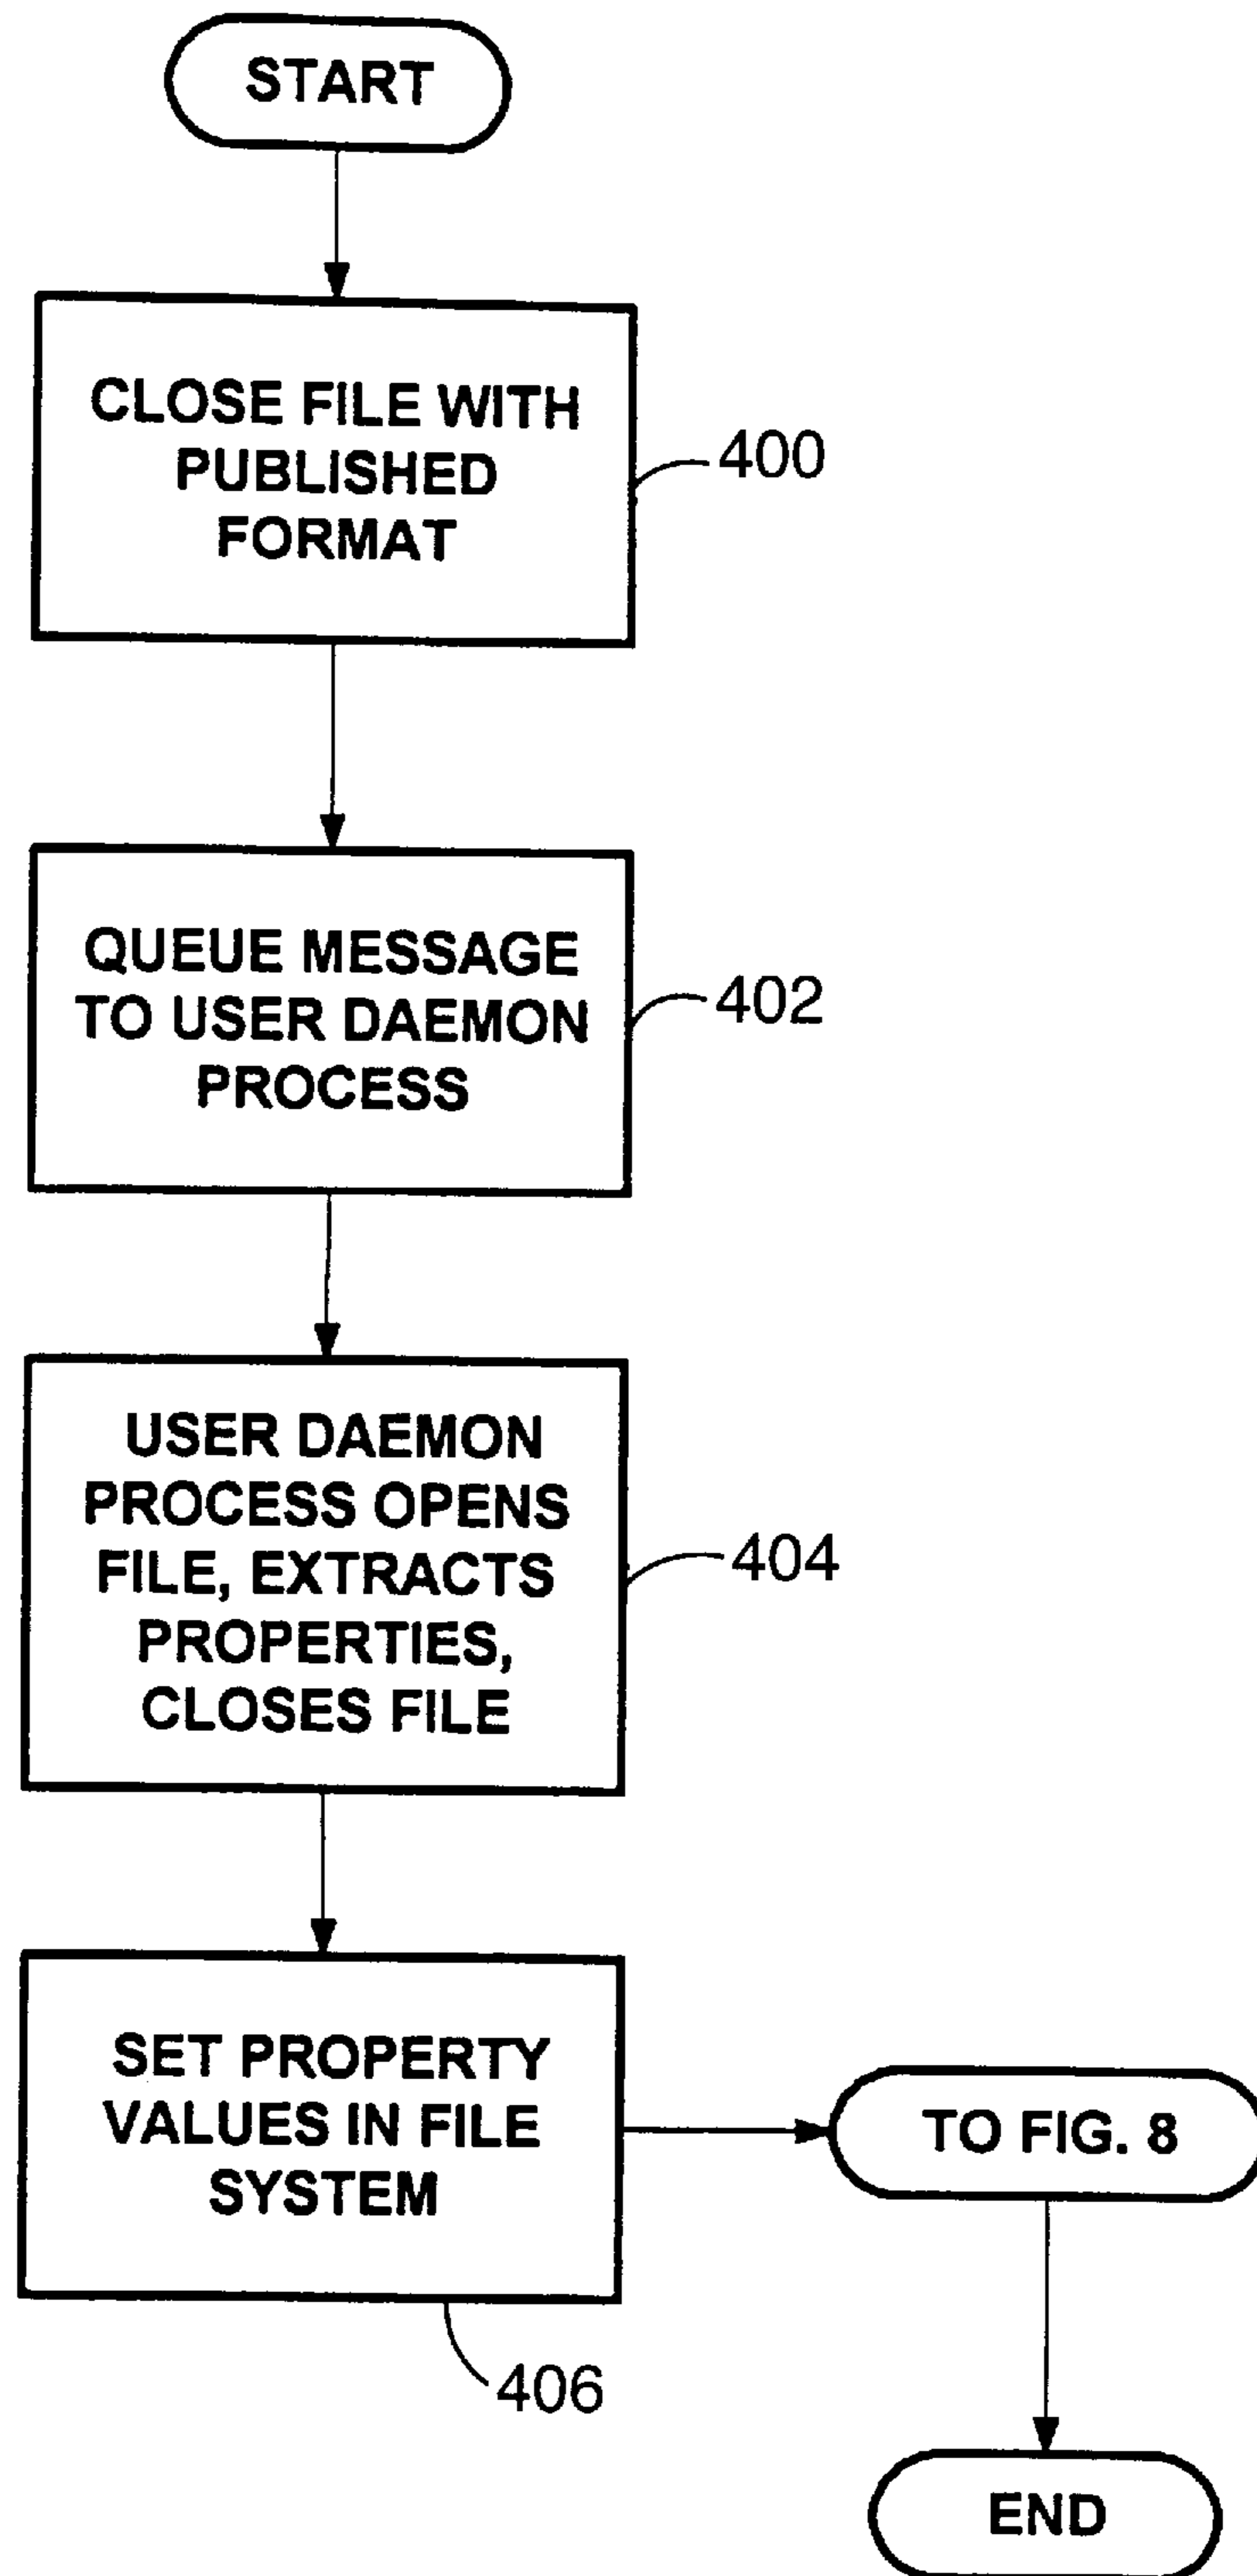 START
CLOSE FILE WITH
PUBLISHED
FORMAT
400
QUEUE MESSAGE
TO USER DAEMON
PROCESS
402
USER DAEMON
PROCESS OPENS
FILE, EXTRACTS
PROPERTIES,
CLOSES FILE
404
SET PROPERTY
VALUES IN FILE
SYSTEM
406
TO FIG. 8
END